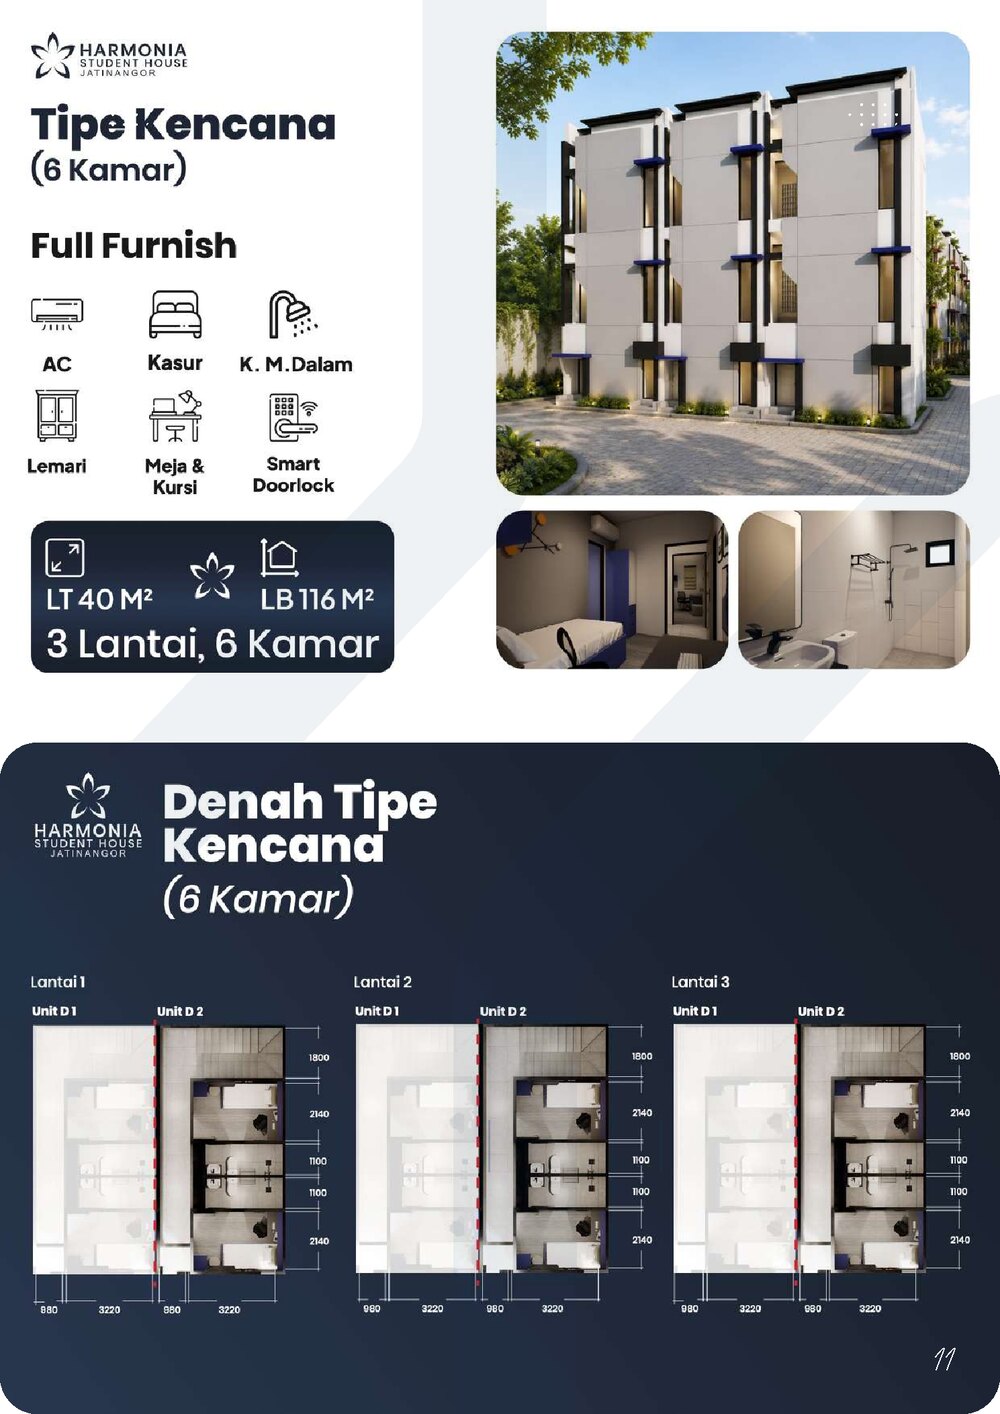 HARMONIA
STUDENT HOUSE
JATINANGOR
Tipe Kencana
(6 Kamar)
Full Furnish
AC
Kasur
K. M.Dalam
Lemari
Meja &
Kursi
Smart
Doorlock
LT 40 M²
LB 116 M²
3 Lantai, 6 Kamar
HARMONIA
STUDENT HOUSE
JATINANGOR
Denah Tipe
Kencana
(6 Kamar)
Lantai 1
Unit D 1
Unit D 2
1800
2140
1100
1100
2140
980
3220
980
3220
Lantai 2
Unit D 1
Unit D 2
1800
2140
1100
1100
2140
980
3220
980
3220
Lantai 3
Unit D 1
Unit D 2
1800
2140
1100
1100
2140
980
3220
980
3220
11